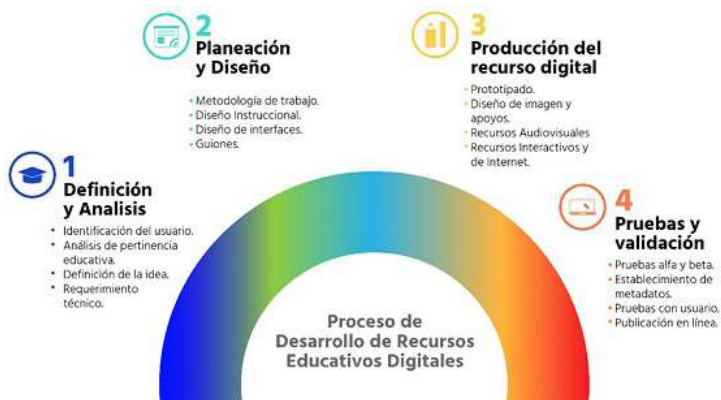 1
Definición
y Analisis
• Identificación del usuario.
• Análisis de pertinencia
educativa.
• Definición de la idea.
• Requerimiento
técnico.
2
Planeación
y Diseño
• Metodología de trabajo.
• Diseño Instruccional.
• Diseño de interfaces.
• Guiones.
3
Producción del
recurso digital
• Prototipado.
• Diseño de imagen y
apoyos.
• Recursos Audiovisuales
• Recursos Interactivos y
de Internet.
4
Pruebas y
validación
• Pruebas alfa y beta.
• Establecimiento de
metadatos.
• Pruebas con usuario.
• Publicación en línea.
Proceso de
Desarrollo de Recursos
Educativos Digitales